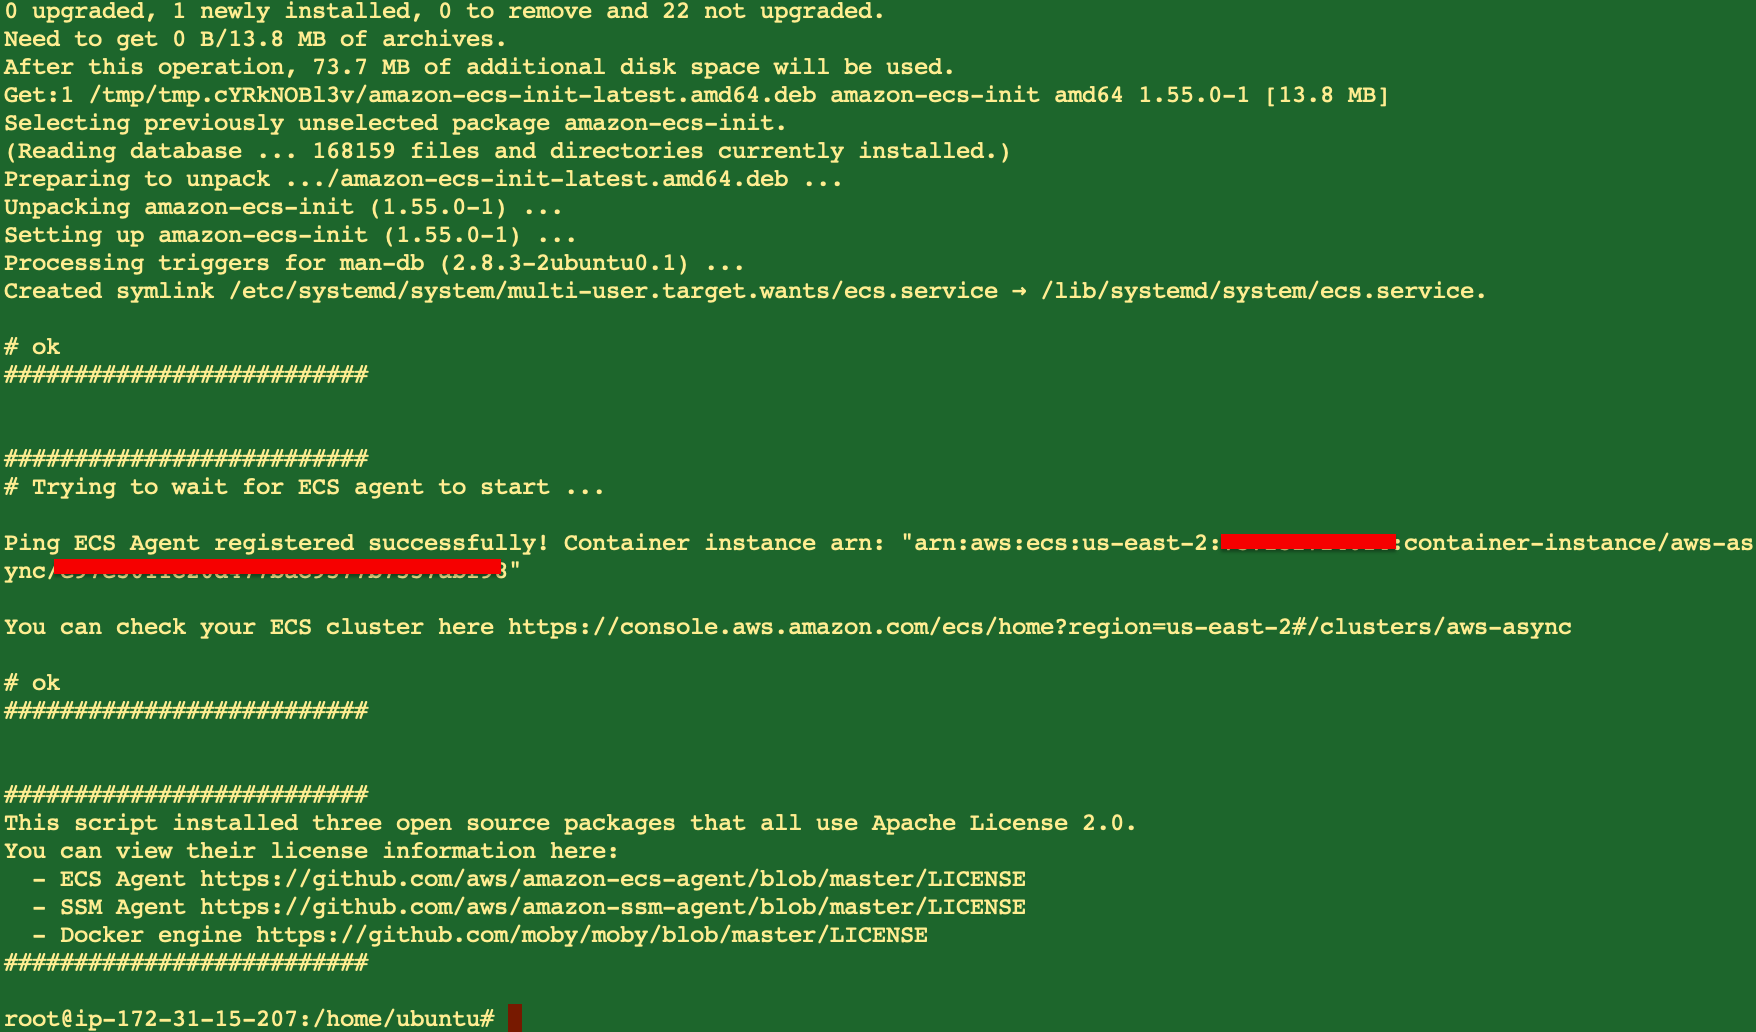 0 upgraded, 1 newly installed, 0 to remove and 22 not upgraded.
Need to get 0 B/13.8 MB of archives.
After this operation, 73.7 MB of additional disk space will be used.
Get:1 /tmp/tmp.cYRkNOBl3v/amazon-ecs-init-latest.amd64.deb amazon-ecs-init amd64 1.55.0-1 [13.8 MB]
Selecting previously unselected package amazon-ecs-init.
(Reading database ... 168159 files and directories currently installed.)
Preparing to unpack .../amazon-ecs-init-latest.amd64.deb ...
Unpacking amazon-ecs-init (1.55.0-1) ...
Setting up amazon-ecs-init (1.55.0-1) ...
Processing triggers for man-db (2.8.3-2ubuntu0.1) ...
Created symlink /etc/systemd/system/multi-user.target.wants/ecs.service → /lib/systemd/system/ecs.service.
# ok
##########################
##########################
# Trying to wait for ECS agent to start ...
Ping ECS Agent registered successfully! Container instance arn: "arn:aws:ecs:us-east-2: :container-instance/aws-as
ync/ "
You can check your ECS cluster here https://console.aws.amazon.com/ecs/home?region=us-east-2#/clusters/aws-async
# ok
##########################
##########################
This script installed three open source packages that all use Apache License 2.0.
You can view their license information here:
- ECS Agent https://github.com/aws/amazon-ecs-agent/blob/master/LICENSE
- SSM Agent https://github.com/aws/amazon-ssm-agent/blob/master/LICENSE
- Docker engine https://github.com/moby/moby/blob/master/LICENSE
##########################
root@ip-172-31-15-207:/home/ubuntu#